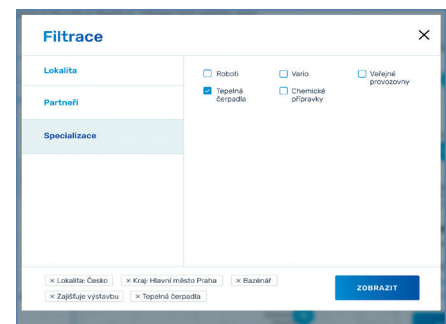 Filtrace
Lokalita
Partneři
Specializace
Roboti
Vario
Veřejné
provozovny
Tepelná
čerpadla
Chemické
přípravky
× Lokalita: Česko
× Kraj: Hlavní město Praha
× Bazénář
× Zajišťuje výstavbu
× Tepelná čerpadla
ZOBRAZIT